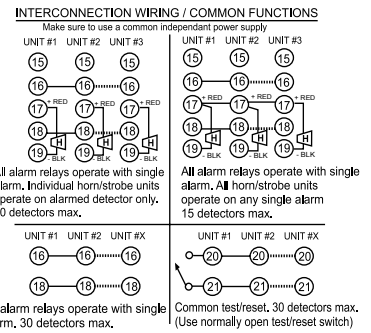 INTERCONNECTION WIRING / COMMON FUNCTIONS
Make sure to use a common independant power supply
UNIT #1 UNIT #2 UNIT #3
15 15 15
16 16 16
17 + RED 17 + RED 17 + RED
18 18 18
H H H
19 - BLK 19 - BLK 19 - BLK
ll alarm relays operate with single
larm. Individual horn/strobe units
perate on alarmed detector only.
0 detectors max.
UNIT #1 UNIT #2 UNIT #3
15 15 15
16 16 16
17 + RED 17 17 + RED
18 18 18
H H
19 19 19
- BLK - BLK
All alarm relays operate with single
alarm. All horn/strobe units
operate on any single alarm
15 detectors max.
UNIT #1 UNIT #2 UNIT #X
16 16 16
18 18 18
alarm relays operate with single
rm. 30 detectors max.
UNIT #1 UNIT #2 UNIT #X
20 20 20
21 21 21
Common test/reset. 30 detectors max.
(Use normally open test/reset switch)